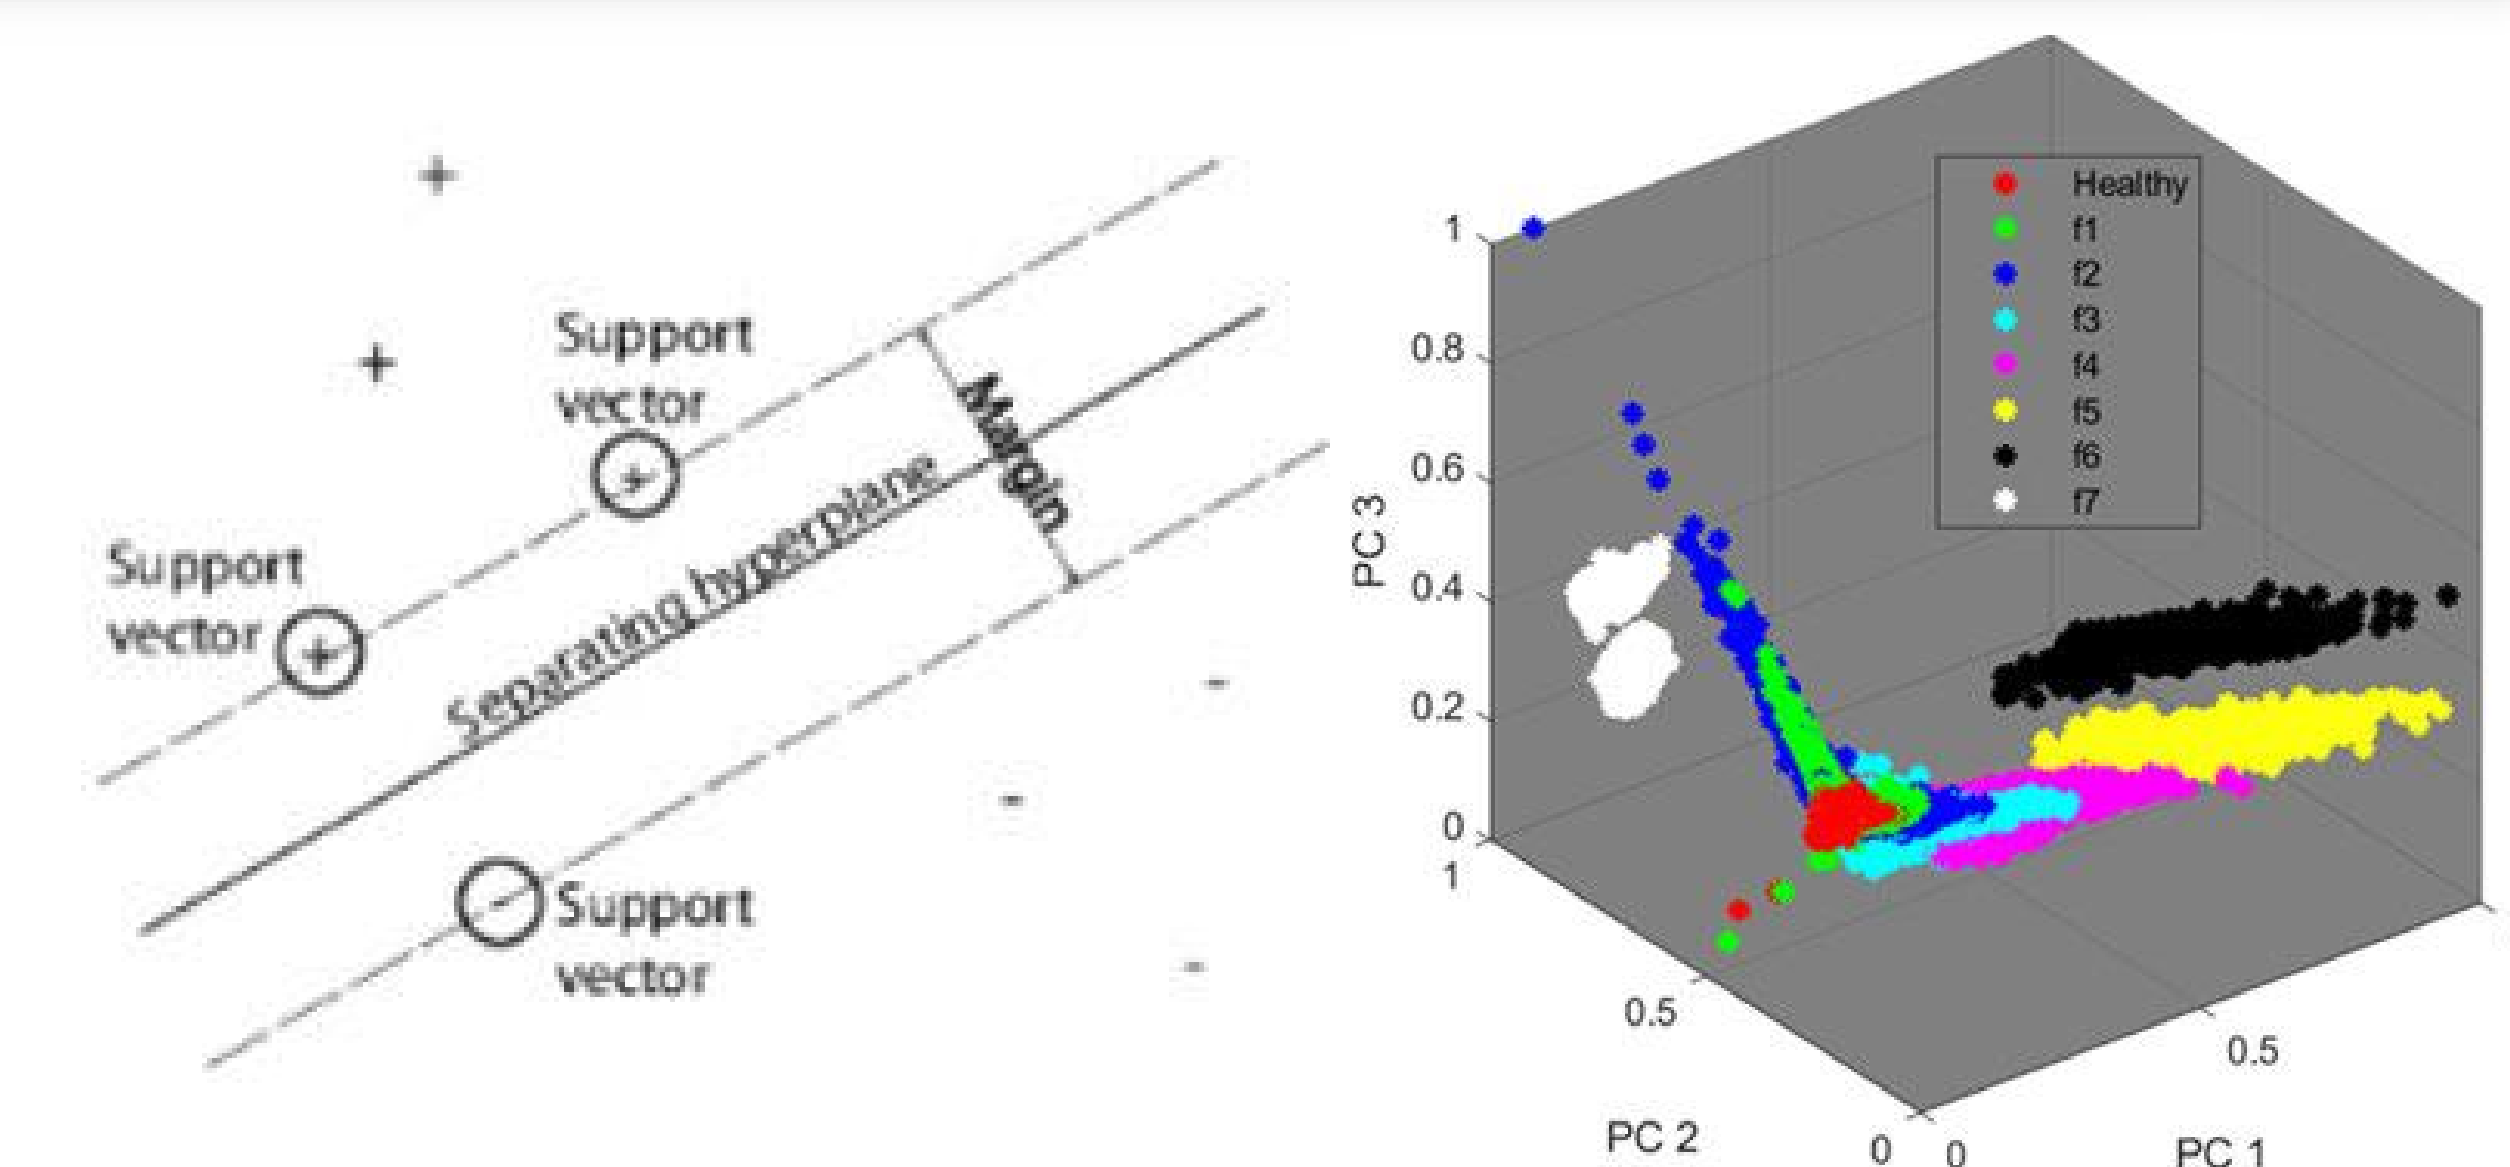 Support
vector
Support
vector
Separating hyperplane
Margin
Support
vector
Healthy
f1
f2
f3
f4
f5
f6
f7
PC 3
1
0.8
0.6
0.4
0.2
0
1
0.5
0
PC 2
0
0.5
PC 1